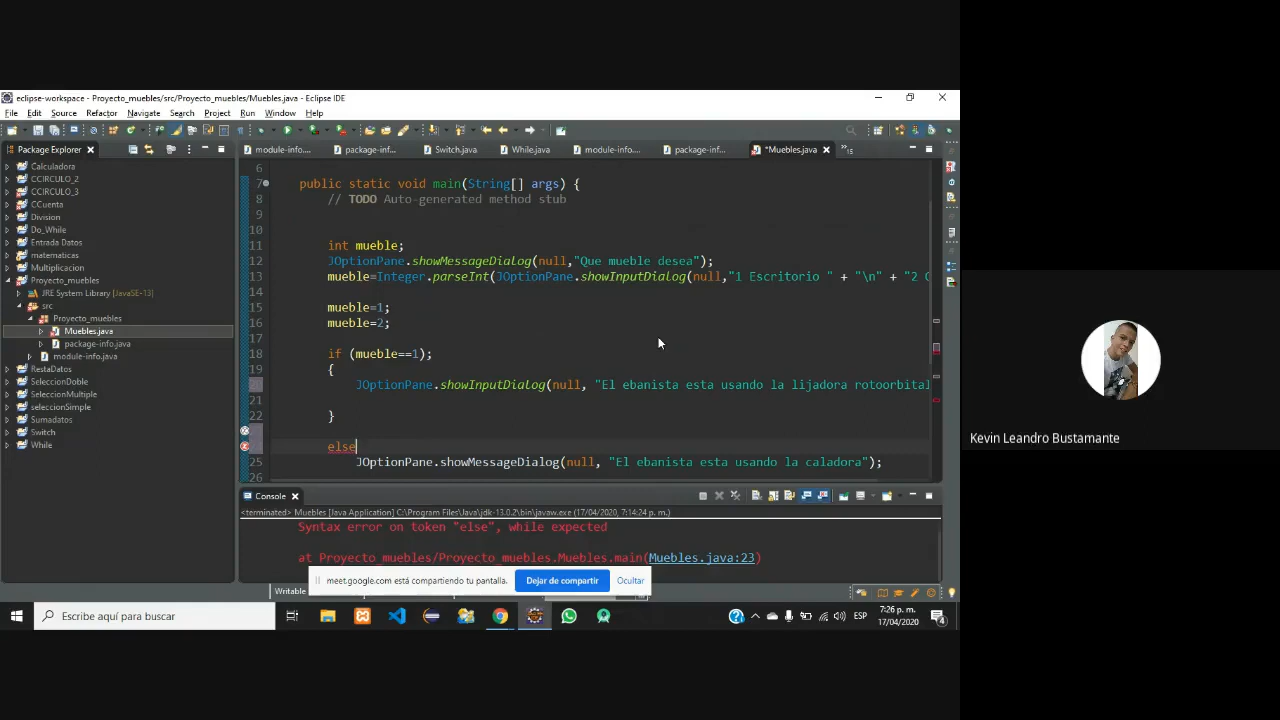 eclipse-workspace - Proyecto_muebles/src/Proyecto_muebles/Muebles.java - Eclipse IDE
File Edit Source Refactor Navigate Search Project Run Window Help
Package Explorer
module-info....
package-inf...
Switch.java
While.java
module-info....
package-inf...
*Muebles.java
15
Calculadora
CCIRCULO_2
CCIRCULO_3
CCuenta
Division
Do_While
Entrada Datos
matematicas
Multiplicacion
Proyecto_muebles
JRE System Library [JavaSE-13]
src
Proyecto_muebles
Muebles.java
package-info.java
module-info.java
RestaDatos
SeleccionDoble
SeleccionMultiple
seleccionSimple
Sumadatos
Switch
While
6
7 public static void main(String[] args) {
8 // TODO Auto-generated method stub
9
10
11 int mueble;
12 JOptionPane.showMessageDialog(null,"Que mueble desea");
13 mueble=Integer.parseInt(JOptionPane.showInputDialog(null,"1 Escritorio " + "\n" + "2
14
15 mueble=1;
16 mueble=2;
17
18 if (mueble==1);
19 {
20 JOptionPane.showInputDialog(null, "El ebanista esta usando la lijadora rotoorbital
21
22 }
else
25 JOptionPane.showMessageDialog(null, "El ebanista esta usando la caladora");
26
Console
<terminated> Muebles [Java Application] C:\Program Files\Java\jdk-13.0.2\bin\javaw.exe (17/04/2020, 7:14:24 p. m.)
Syntax error on token "else", while expected
at Proyecto_muebles/Proyecto_muebles.Muebles.main(Muebles.java:23)
meet.google.com está compartiendo tu pantalla.
Dejar de compartir
Ocultar
Writable
Escribe aquí para buscar
ESP
7:26 p. m.
17/04/2020
4
Kevin Leandro Bustamante